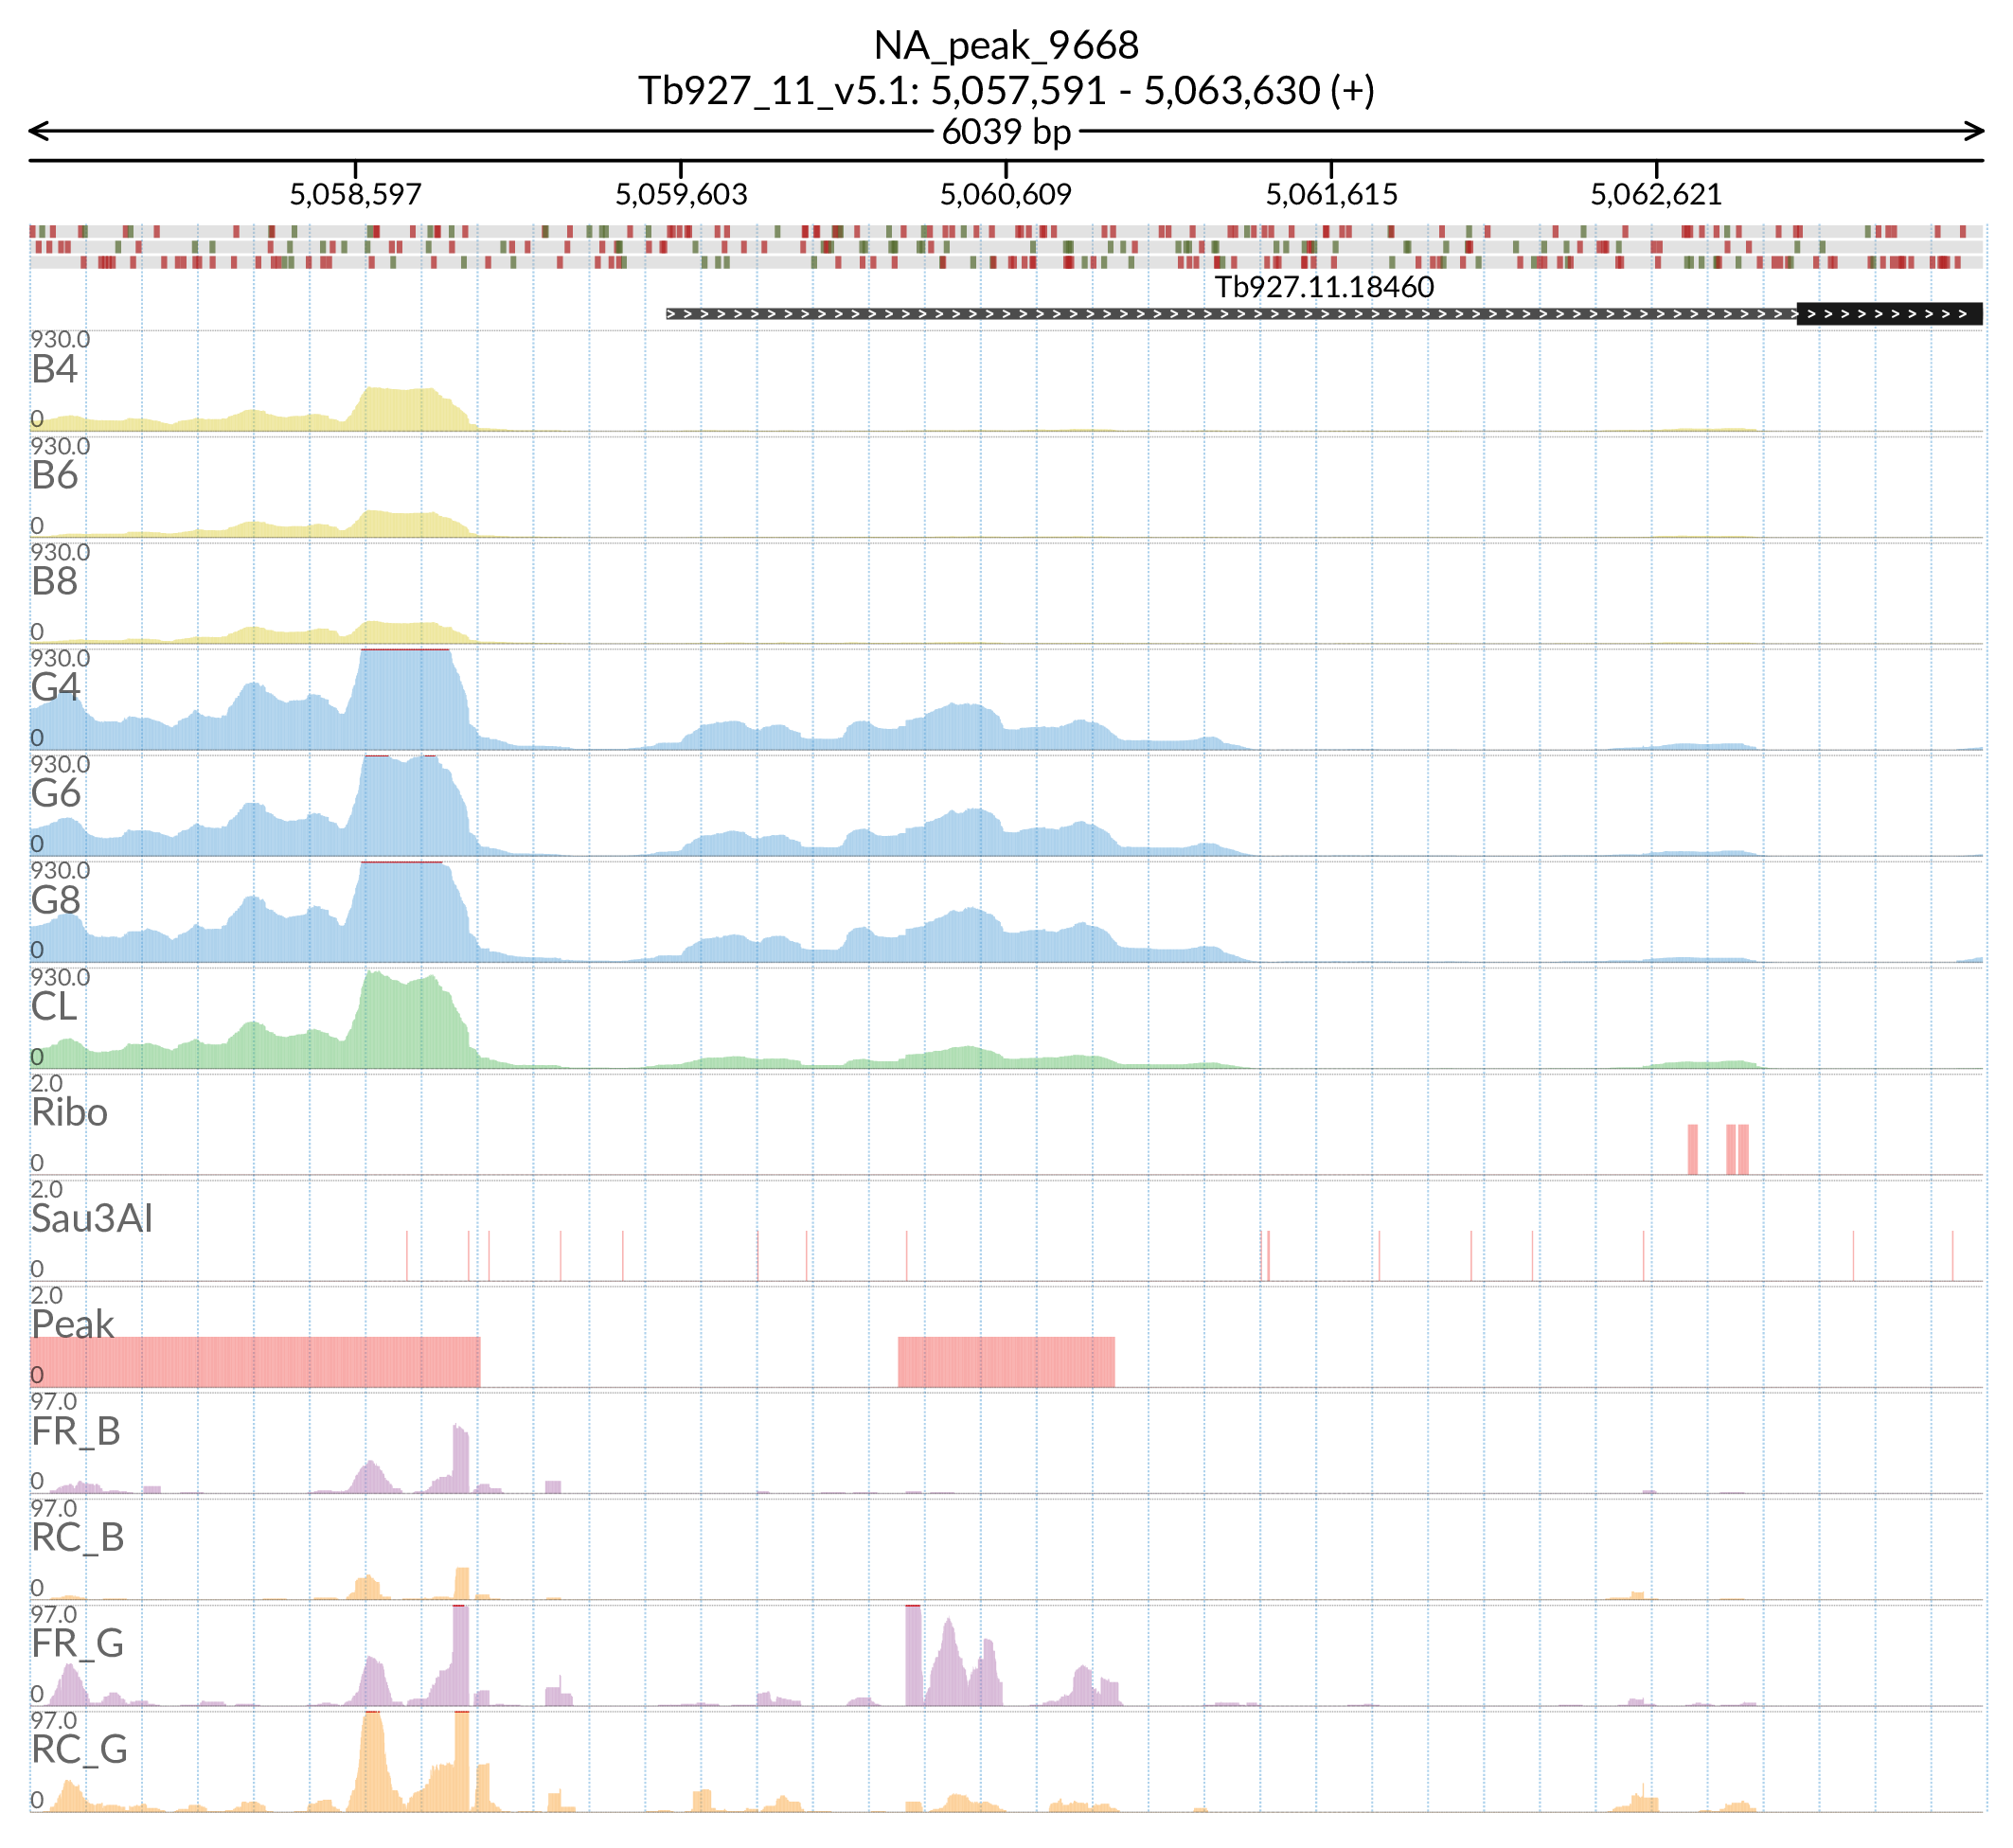 NA_peak_9668
Tb927_11_v5.1: 5,057,591 - 5,063,630 (+)
6039 bp
5,058,597 5,059,603 5,060,609 5,061,615 5,062,621
Tb927.11.18460
930.0
B4
0
930.0
B6
0
930.0
B8
0
930.0
G4
0
930.0
G6
0
930.0
G8
0
930.0
CL
0
2.0
Ribo
0
2.0
Sau3AI
0
2.0
Peak
0
97.0
FR_B
0
97.0
RC_B
0
97.0
FR_G
0
97.0
RC_G
0